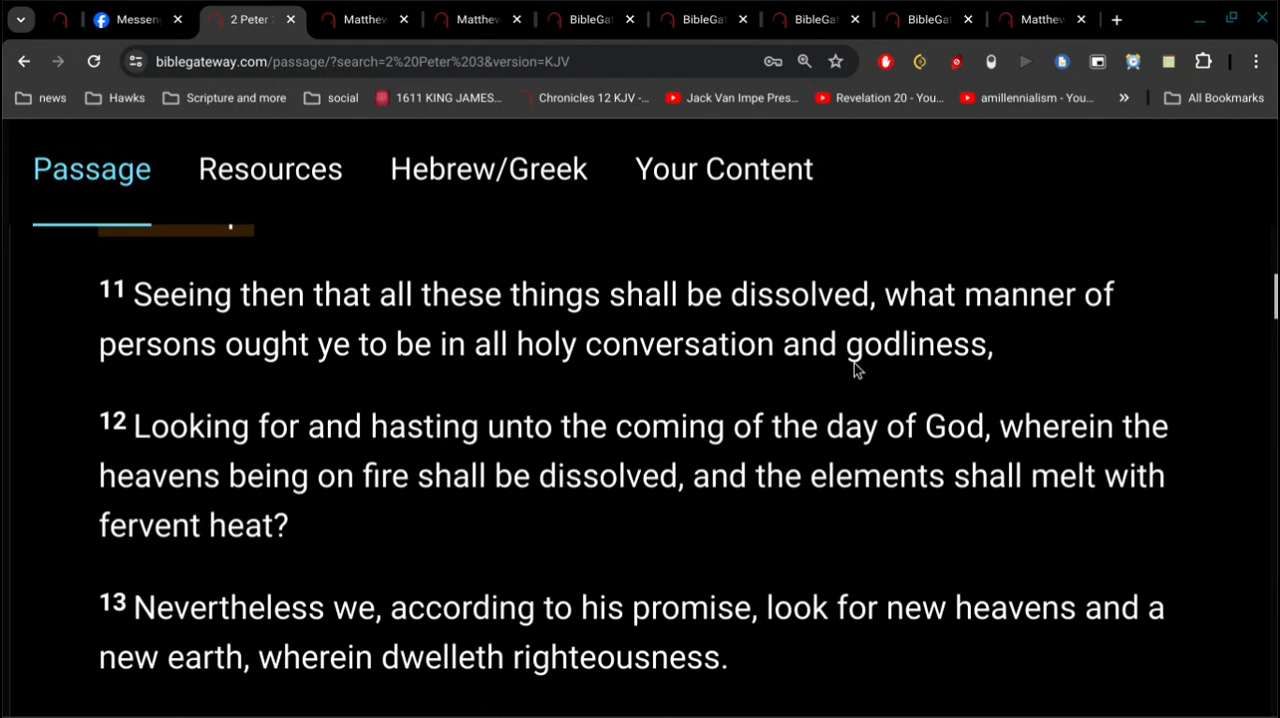 Messen 2 Peter Matthew Matthew BibleGat BibleGat BibleGat BibleGat Matthew
biblegateway.com/passage/?search=2%20Peter%203&version=KJV
news Hawks Scripture and more social 1611 KING JAMES... Chronicles 12 KJV -... Jack Van Impe Pres... Revelation 20 - You... amillennialism - You... » All Bookmarks
Passage Resources Hebrew/Greek Your Content
11 Seeing then that all these things shall be dissolved, what manner of
persons ought ye to be in all holy conversation and godliness,
12 Looking for and hasting unto the coming of the day of God, wherein the
heavens being on fire shall be dissolved, and the elements shall melt with
fervent heat?
13 Nevertheless we, according to his promise, look for new heavens and a
new earth, wherein dwelleth righteousness.